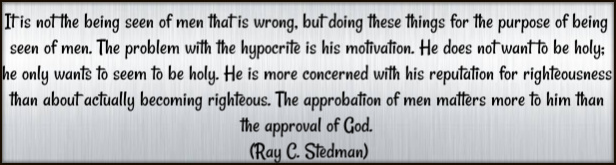 It is not the being seen of men that is wrong, but doing these things for the purpose of being
seen of men. The problem with the hypocrite is his motivation. He does not want to be holy;
he only wants to seem to be holy. He is more concerned with his reputation for righteousness
than about actually becoming righteous. The approbation of men matters more to him than
the approval of God.
(Ray C. Stedman)